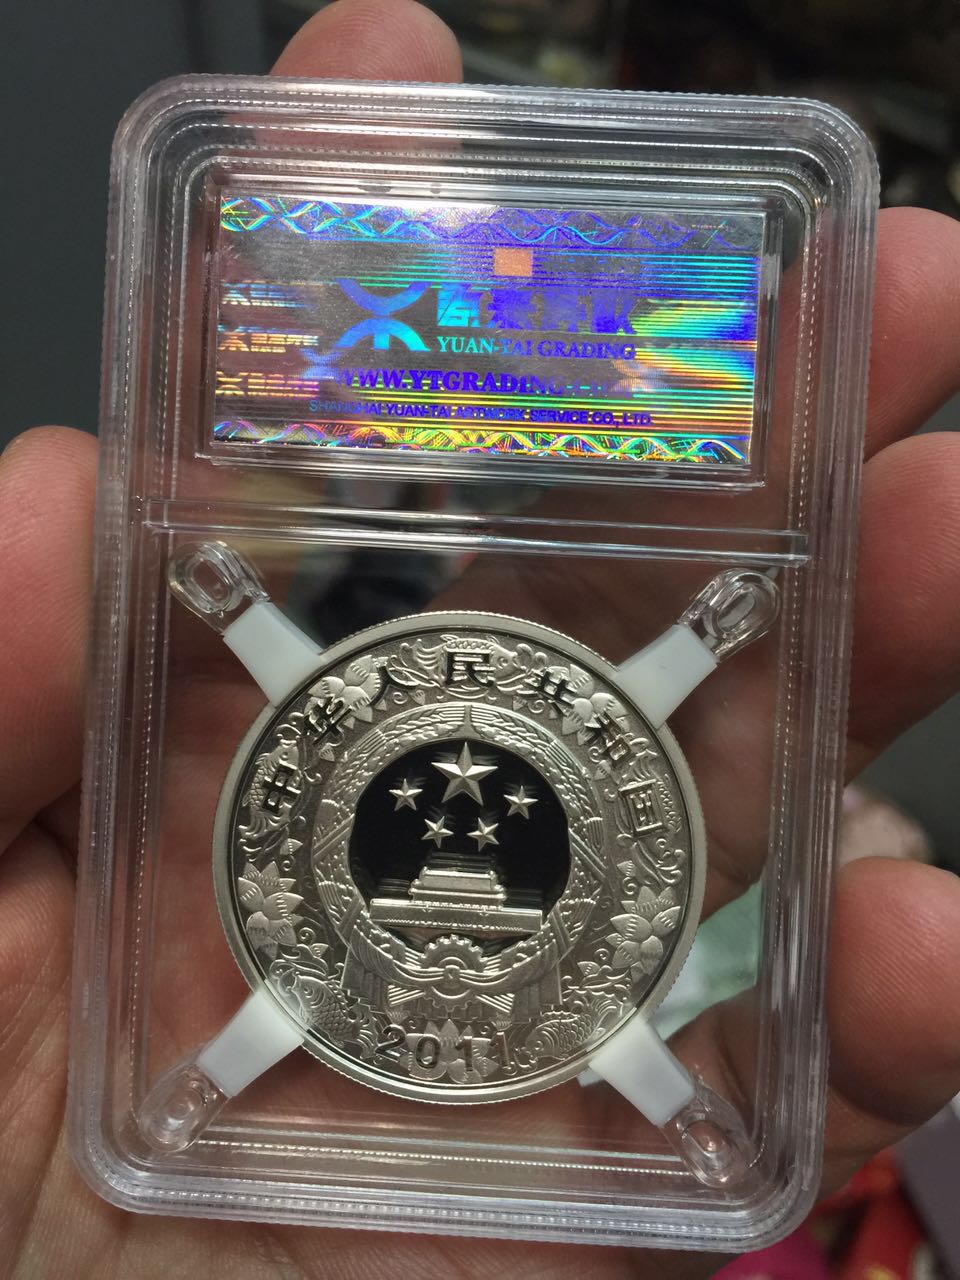 YUAN-TAI GRADING
WWW.YTGRADING.COM
SHANGHAI YUAN-TAI ARTWORK SERVICE CO., LTD.
中华人民共和国
2011